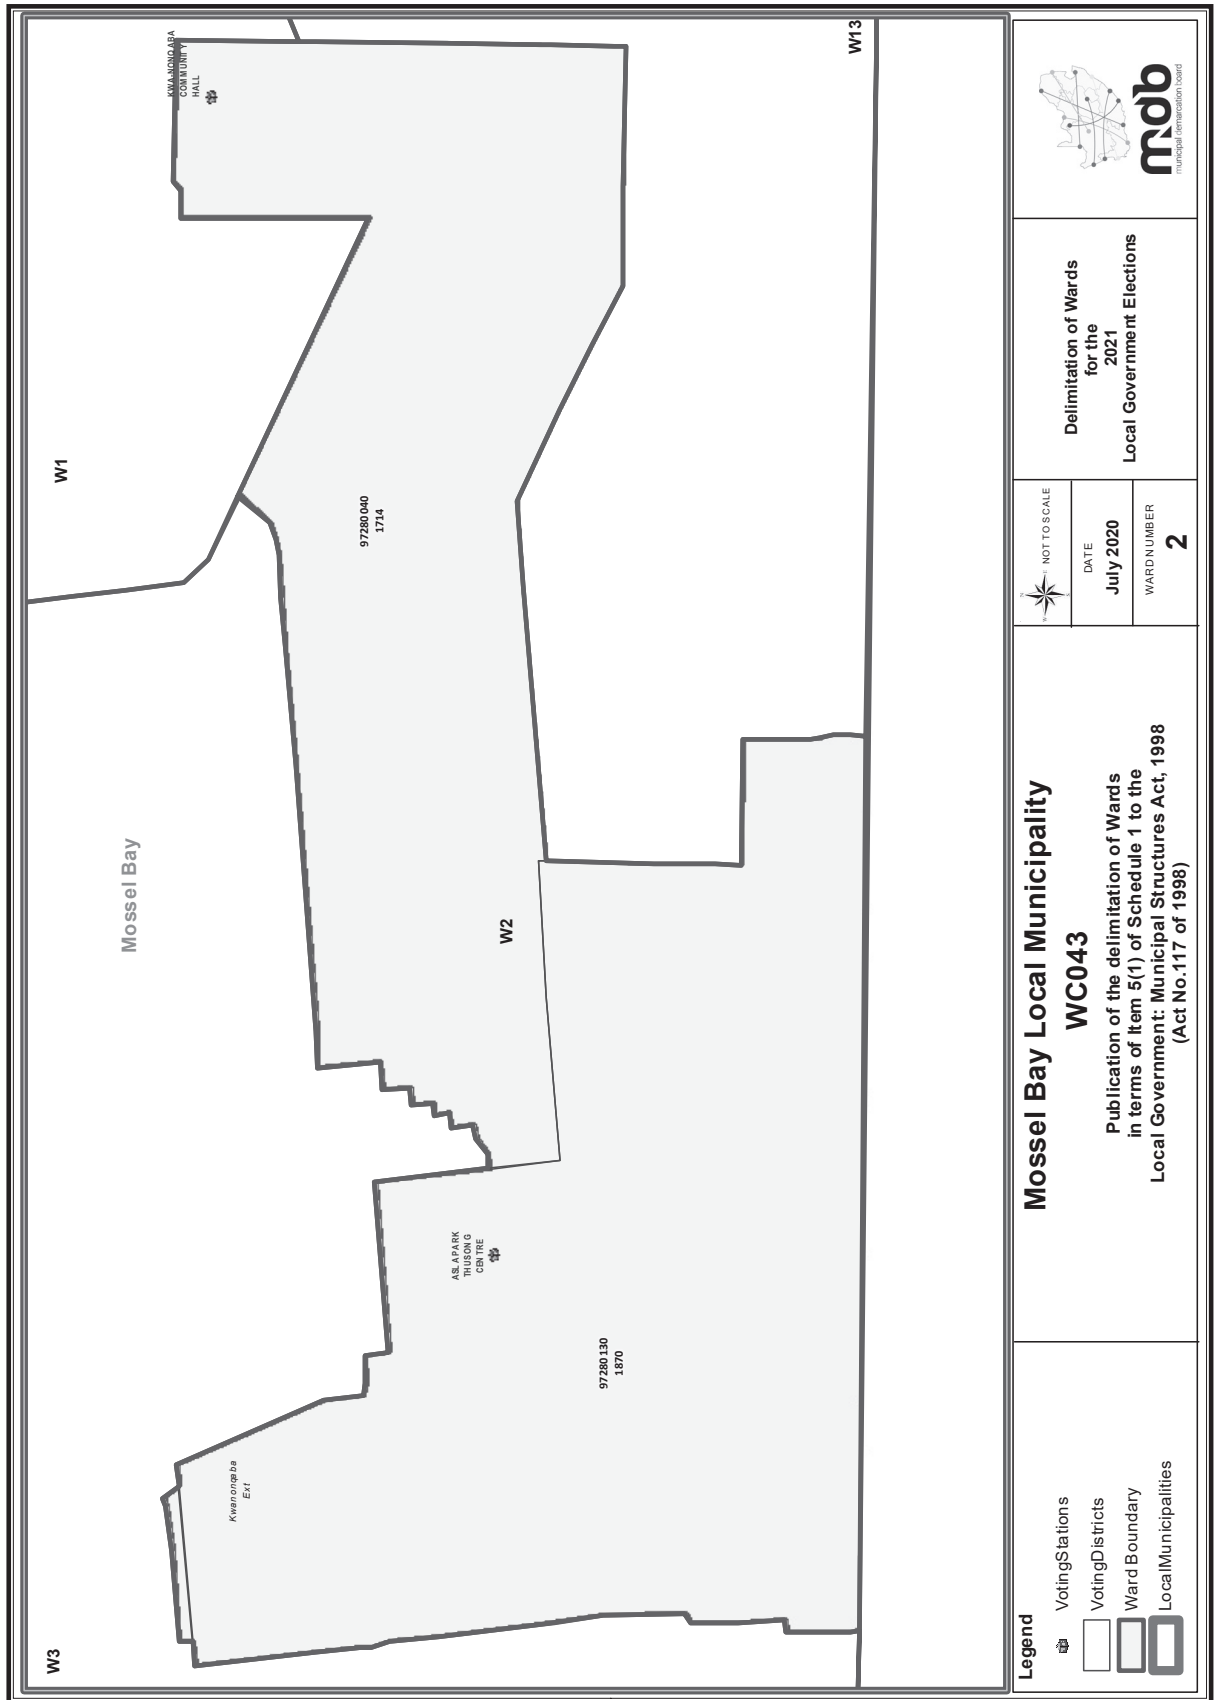 KWA-NONQABA
COMMUNITY
HALL
W13
W1
97280040
1714
Mossel Bay
W2
ASLA PARK
THUSONG
CENTRE
97280130
1870
Kwanonqaba
Ext
W3
Legend
VotingStations
VotingDistricts
Ward Boundary
LocalMunicipalities
Mossel Bay Local Municipality
WC043
Publication of the delimitation of Wards
in terms of Item 5(1) of Schedule 1 to the
Local Government: Municipal Structures Act, 1998
(Act No.117 of 1998)
N
E
S
W
NOT TO SCALE
DATE
July 2020
WARD NUMBER
2
Delimitation of Wards
for the
2021
Local Government Elections
mdb
municipal demarcation board